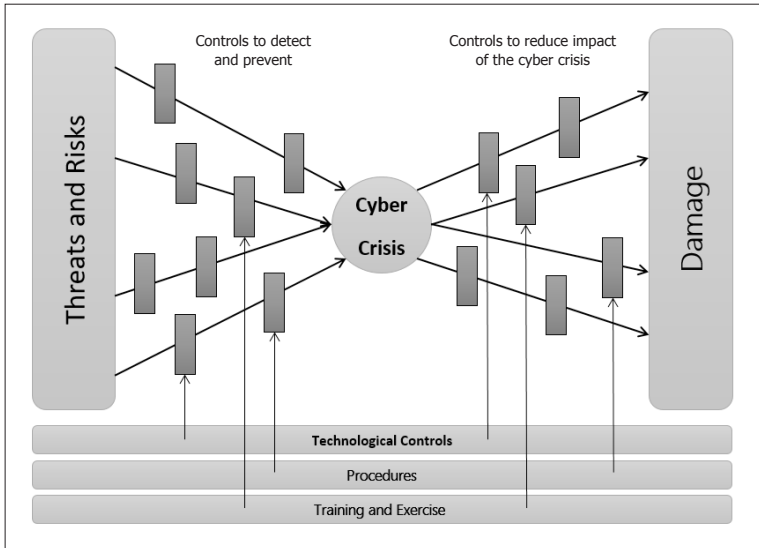 Controls to detect
and prevent
Controls to reduce impact
of the cyber crisis
Threats and Risks
Cyber
Crisis
Damage
Technological Controls
Procedures
Training and Exercise